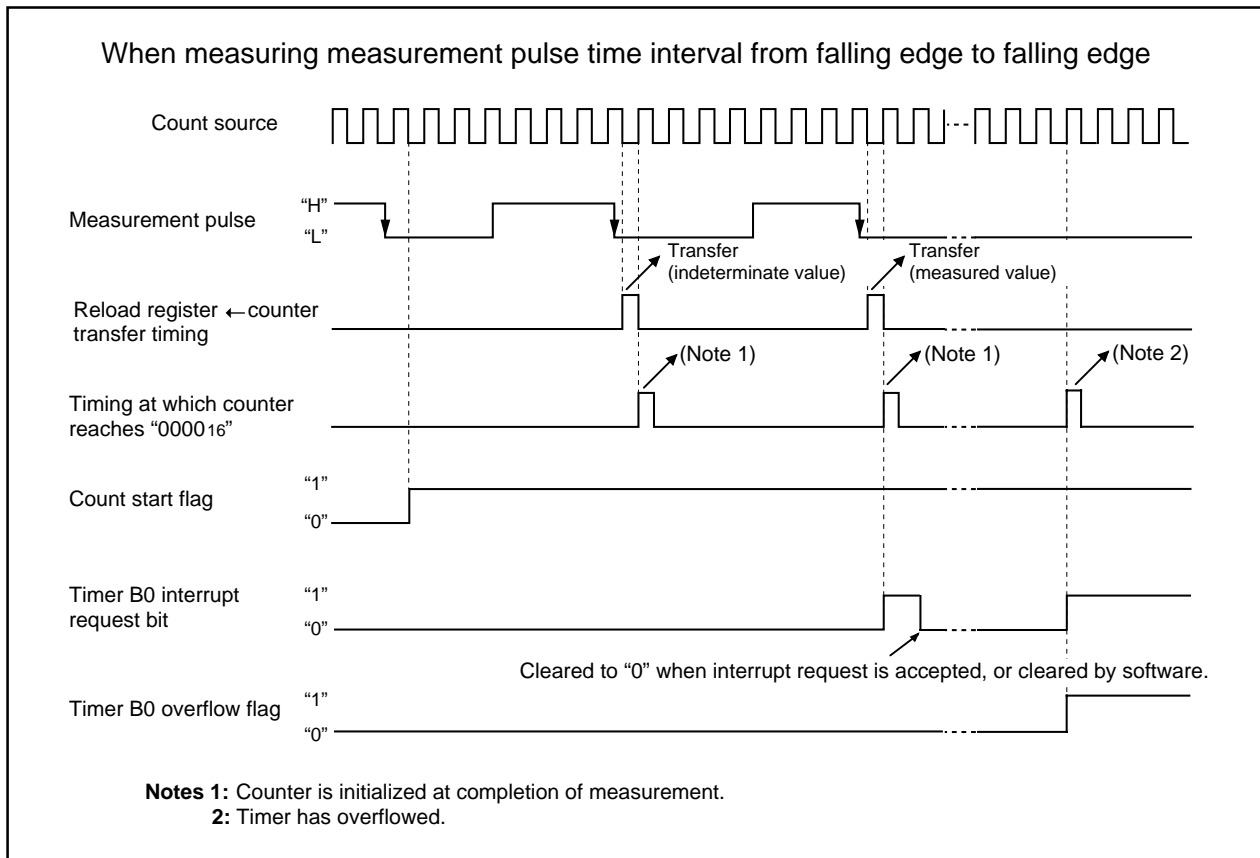 When measuring measurement pulse time interval from falling edge to falling edge
Count source
Measurement pulse
“H”
“L”
Transfer
(indeterminate value)
Transfer
(measured value)
Reload register ←counter
transfer timing
(Note 1)
(Note 1)
(Note 2)
Timing at which counter
reaches “000016”
Count start flag
“1”
“0”
Timer B0 interrupt
request bit
“1”
“0”
Cleared to “0” when interrupt request is accepted, or cleared by software.
Timer B0 overflow flag
“1”
“0”
Notes 1: Counter is initialized at completion of measurement.
2: Timer has overflowed.